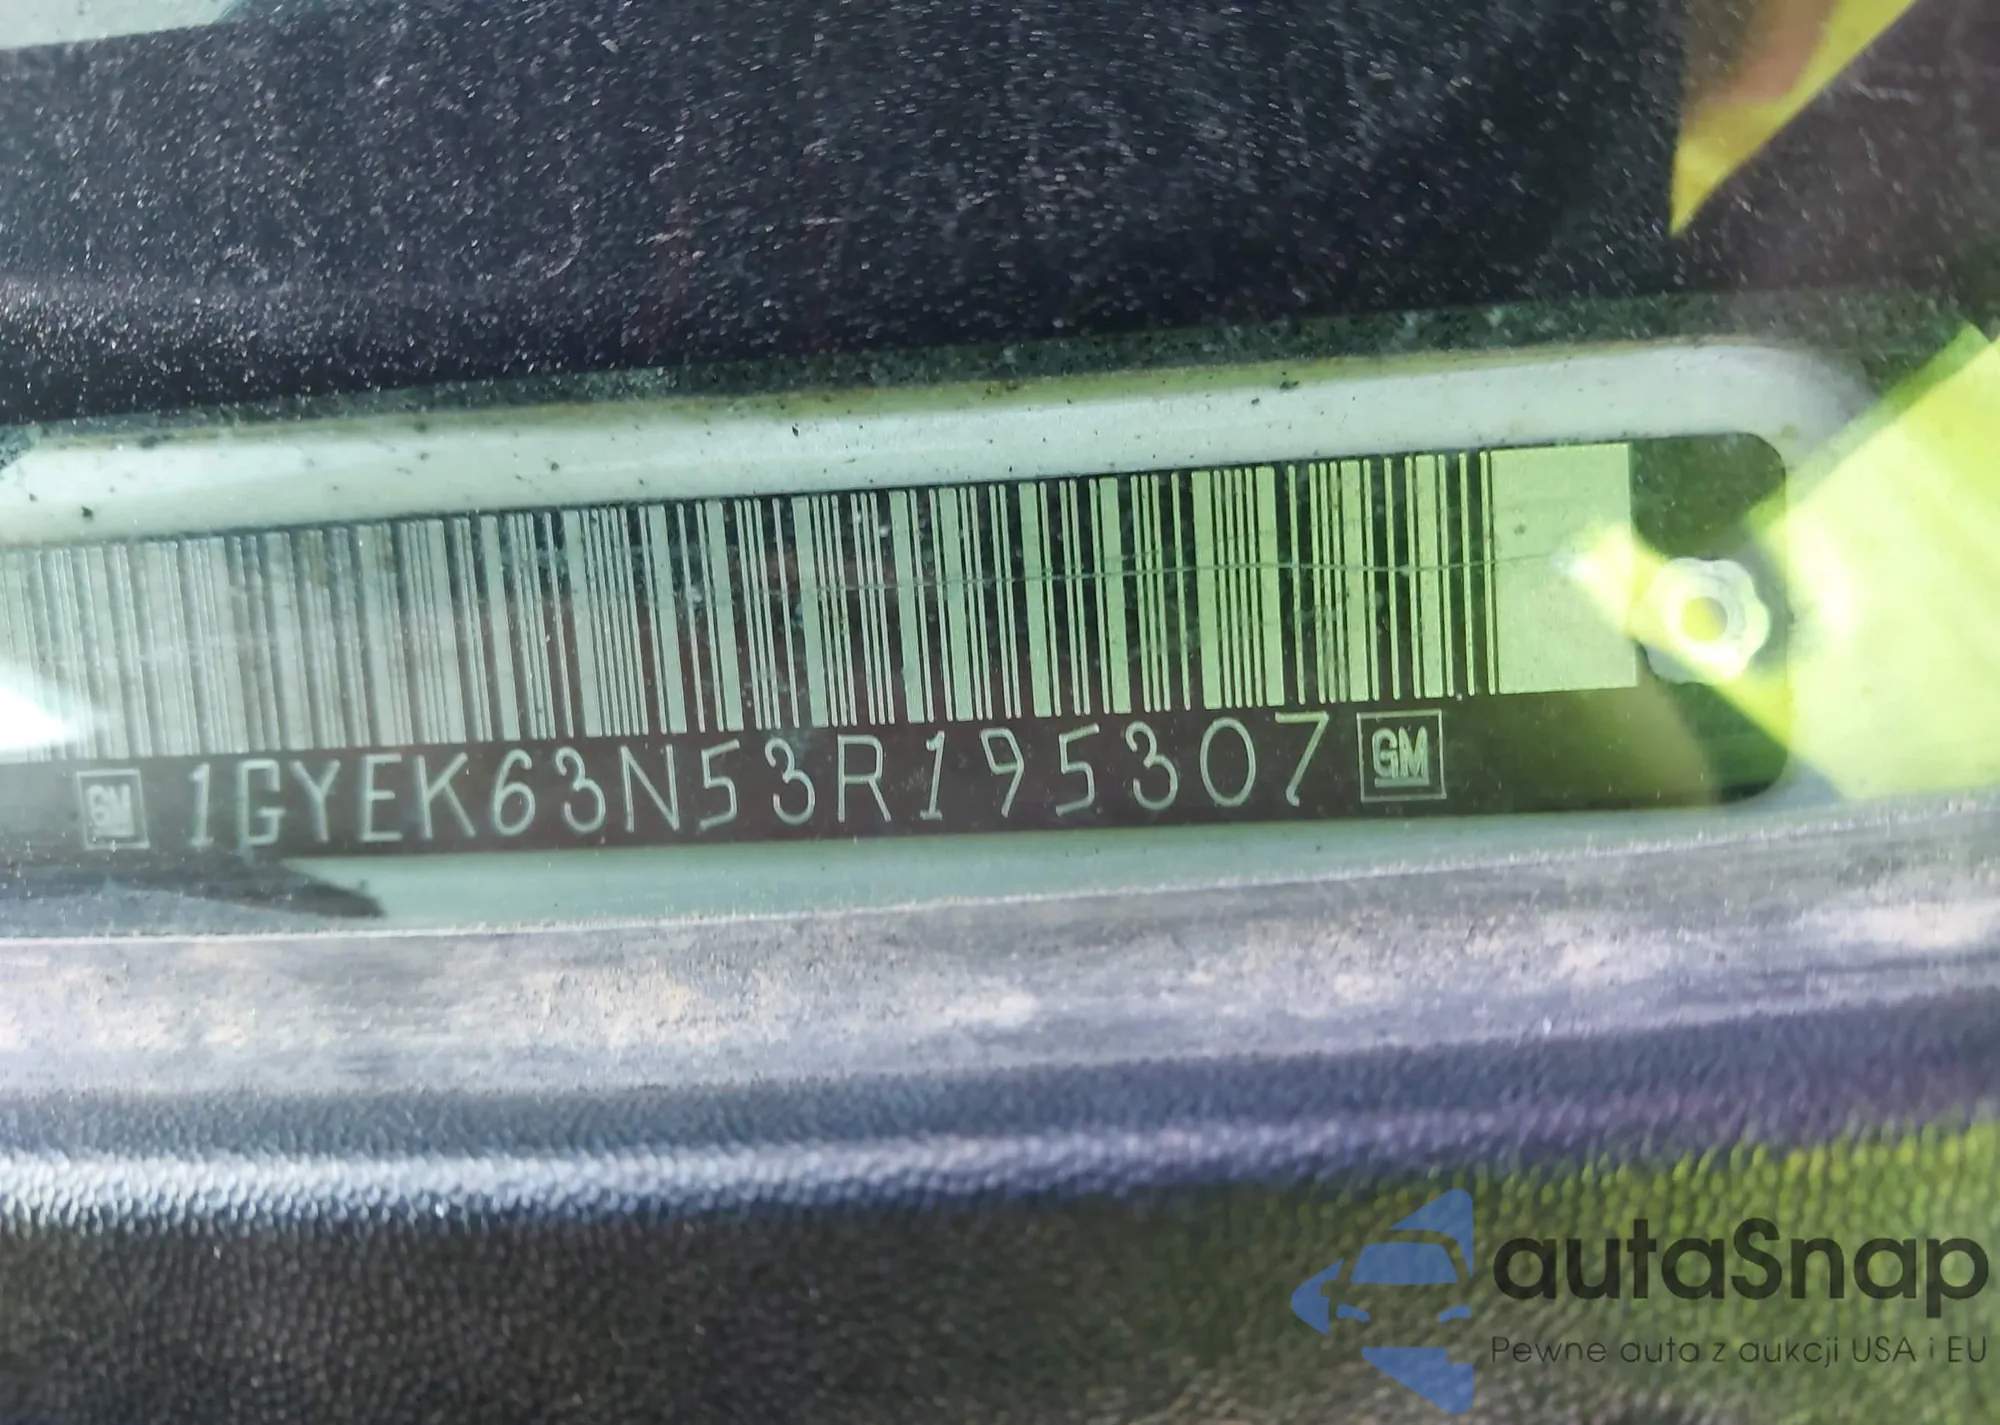 GM 1GYEK63N53R195307 GM
autaSnap
Pewne auta z aukcji USA i EU